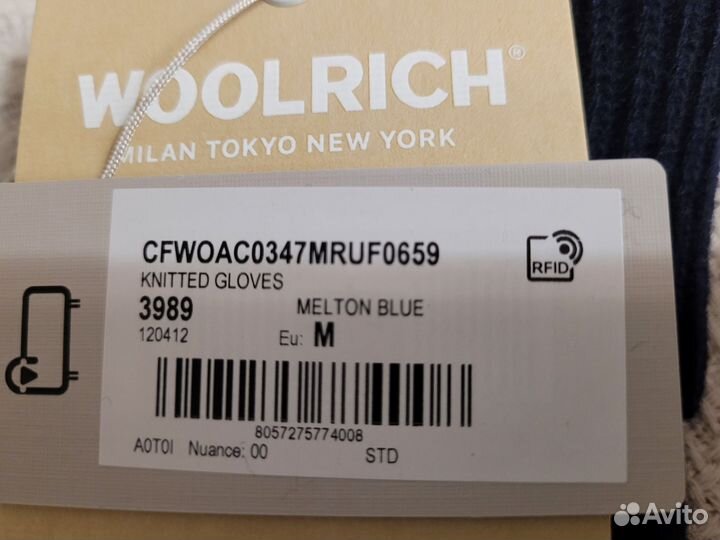 WOOLRICH®
MILAN TOKYO NEW YORK
CFWOAC0347MRUF0659
RFID
KNITTED GLOVES
3989 MELTON BLUE
120412 Eu: M
8057275774008
A0T0I Nuance: 00 STD
Avito